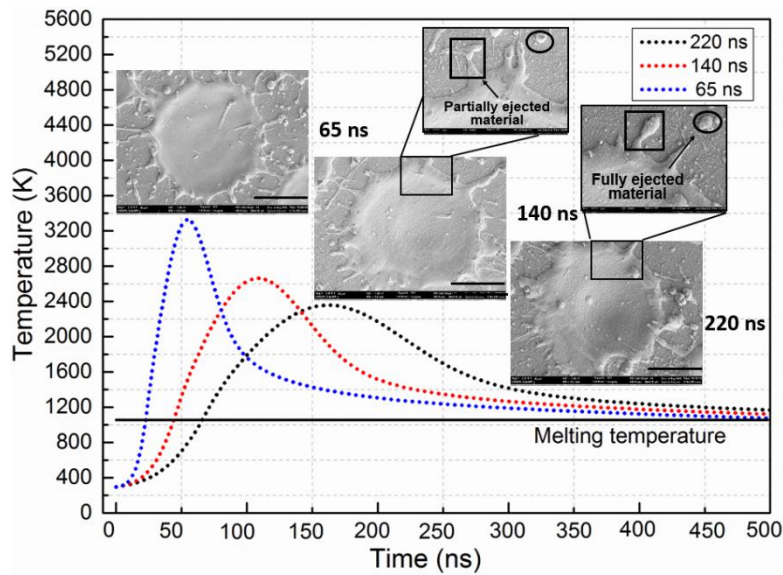 5600
5200
4800
4400
4000
3600
3200
2800
2400
2000
1600
1200
800
400
0
Temperature (K)
220 ns
140 ns
65 ns
65 ns
Partially ejected
material
140 ns
Fully ejected
material
220 ns
Melting temperature
0
50
100
150
200
250
300
350
400
450
500
Time (ns)